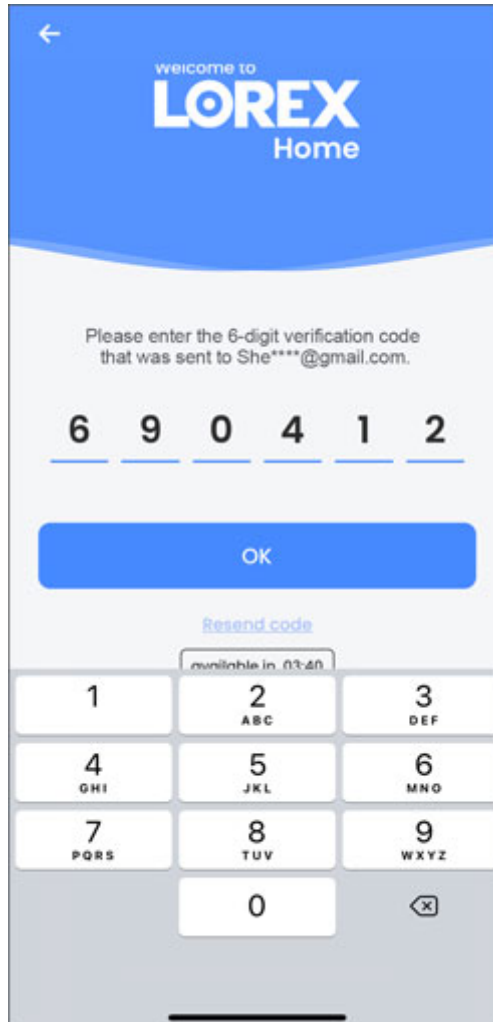 Welcome to
LOREX
Home
Please enter the 6-digit verification code
that was sent to She****@gmail.com.
6 9 0 4 1 2
OK
Resend code
available in 03:40
1 2 3
ABC DEF
4 5 6
GHI JKL MNO
7 8 9
PQRS TUV WXYZ
0